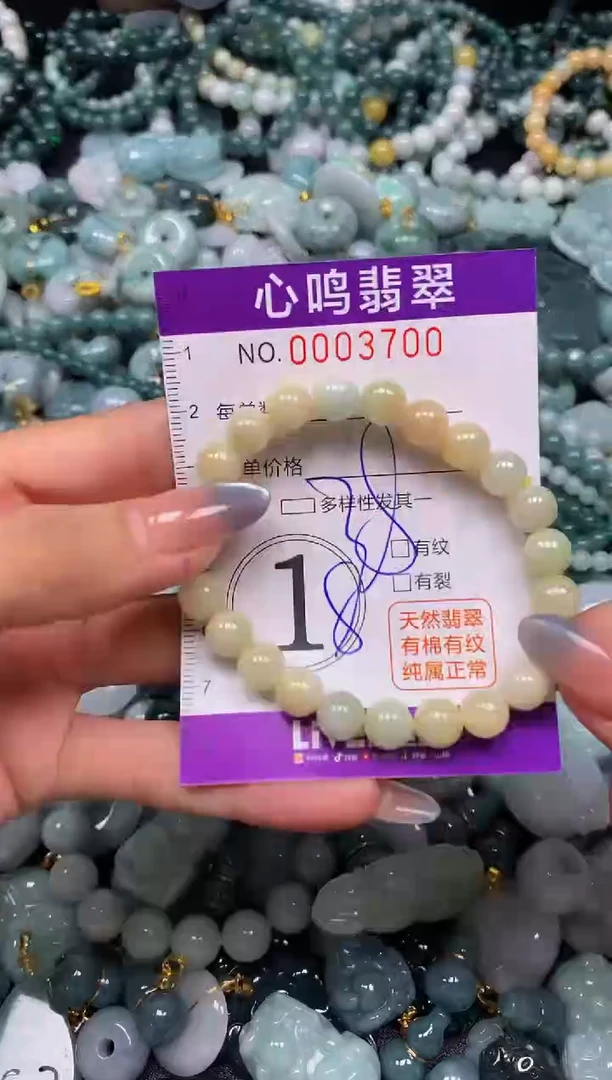 心鸣翡翠
1
NO.0003700
2
单价格
多样性发其一
有纹
1
有裂
天然翡翠
有棉有纹
纯属正常
7